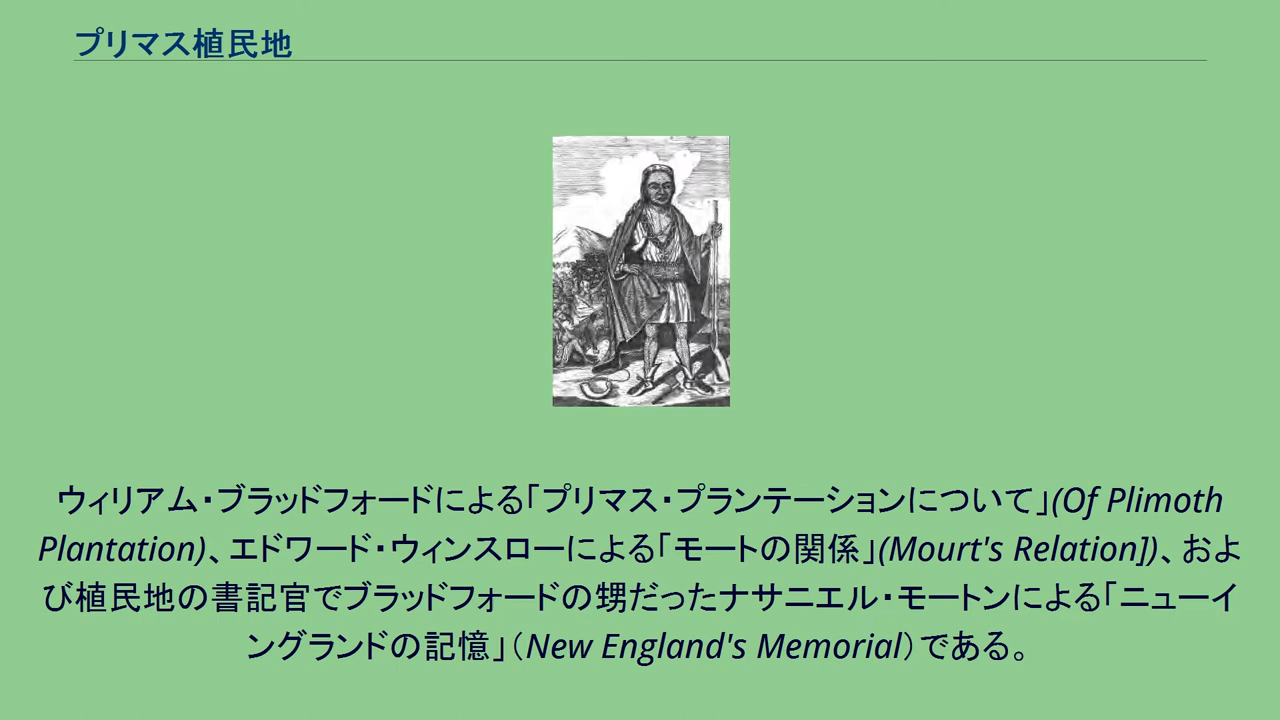 プリマス植民地
ウィリアム・ブラッドフォードによる｢プリマス・プランテーションについて｣(Of Plimoth
Plantation)、エドワード・ウィンスローによる｢モートの関係｣(Mourt's Relation])、およ
び植民地の書記官でブラッドフォードの甥だったナサニエル・モートンによる｢ニューイ
ングランドの記憶｣（New England's Memorial）である。